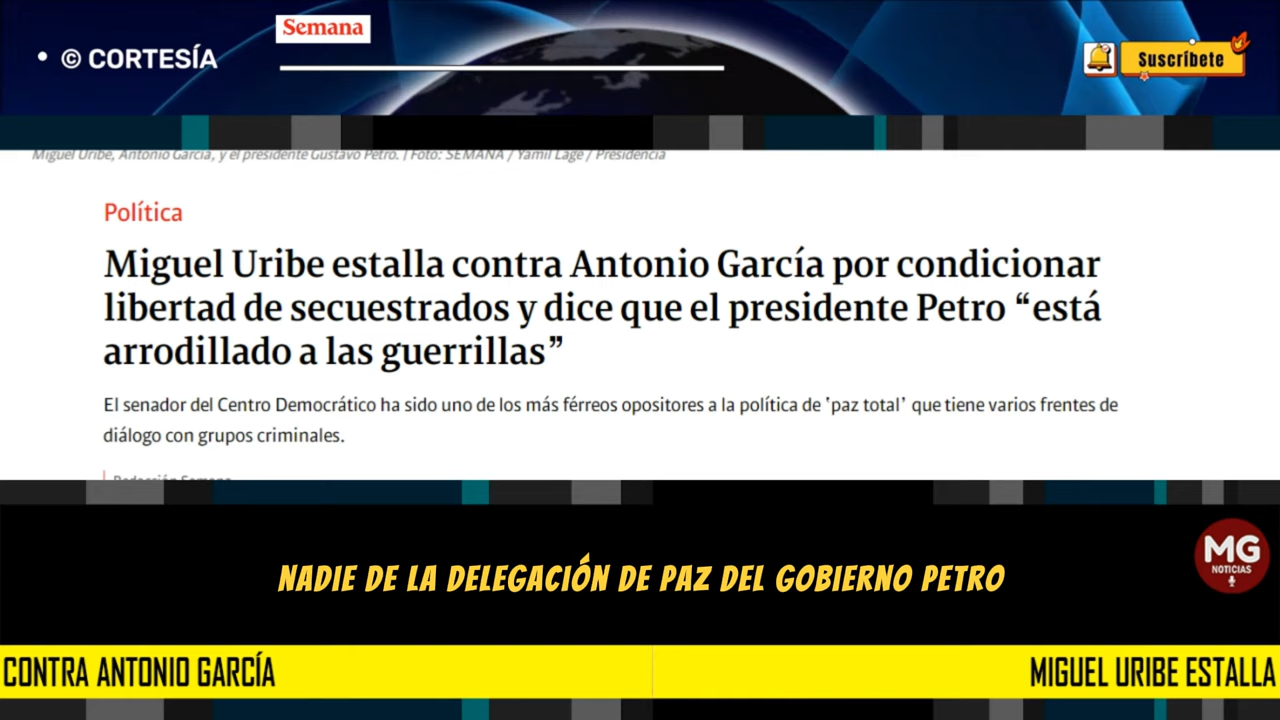 Semana
• © CORTESÍA
Suscríbete
Miguel Uribe, Antonio García, y el presidente Gustavo Petro. | Foto: SEMANA / Yamil Lage / Presidencia
Política
Miguel Uribe estalla contra Antonio García por condicionar
libertad de secuestrados y dice que el presidente Petro “está
arrodillado a las guerrillas”
El senador del Centro Democrático ha sido uno de los más férreos opositores a la política de ‘paz total’ que tiene varios frentes de
diálogo con grupos criminales.
Redacción Semana
MG
NOTICIAS
NADIE DE LA DELEGACIÓN DE PAZ DEL GOBIERNO PETRO
CONTRA ANTONIO GARCÍA
MIGUEL URIBE ESTALLA